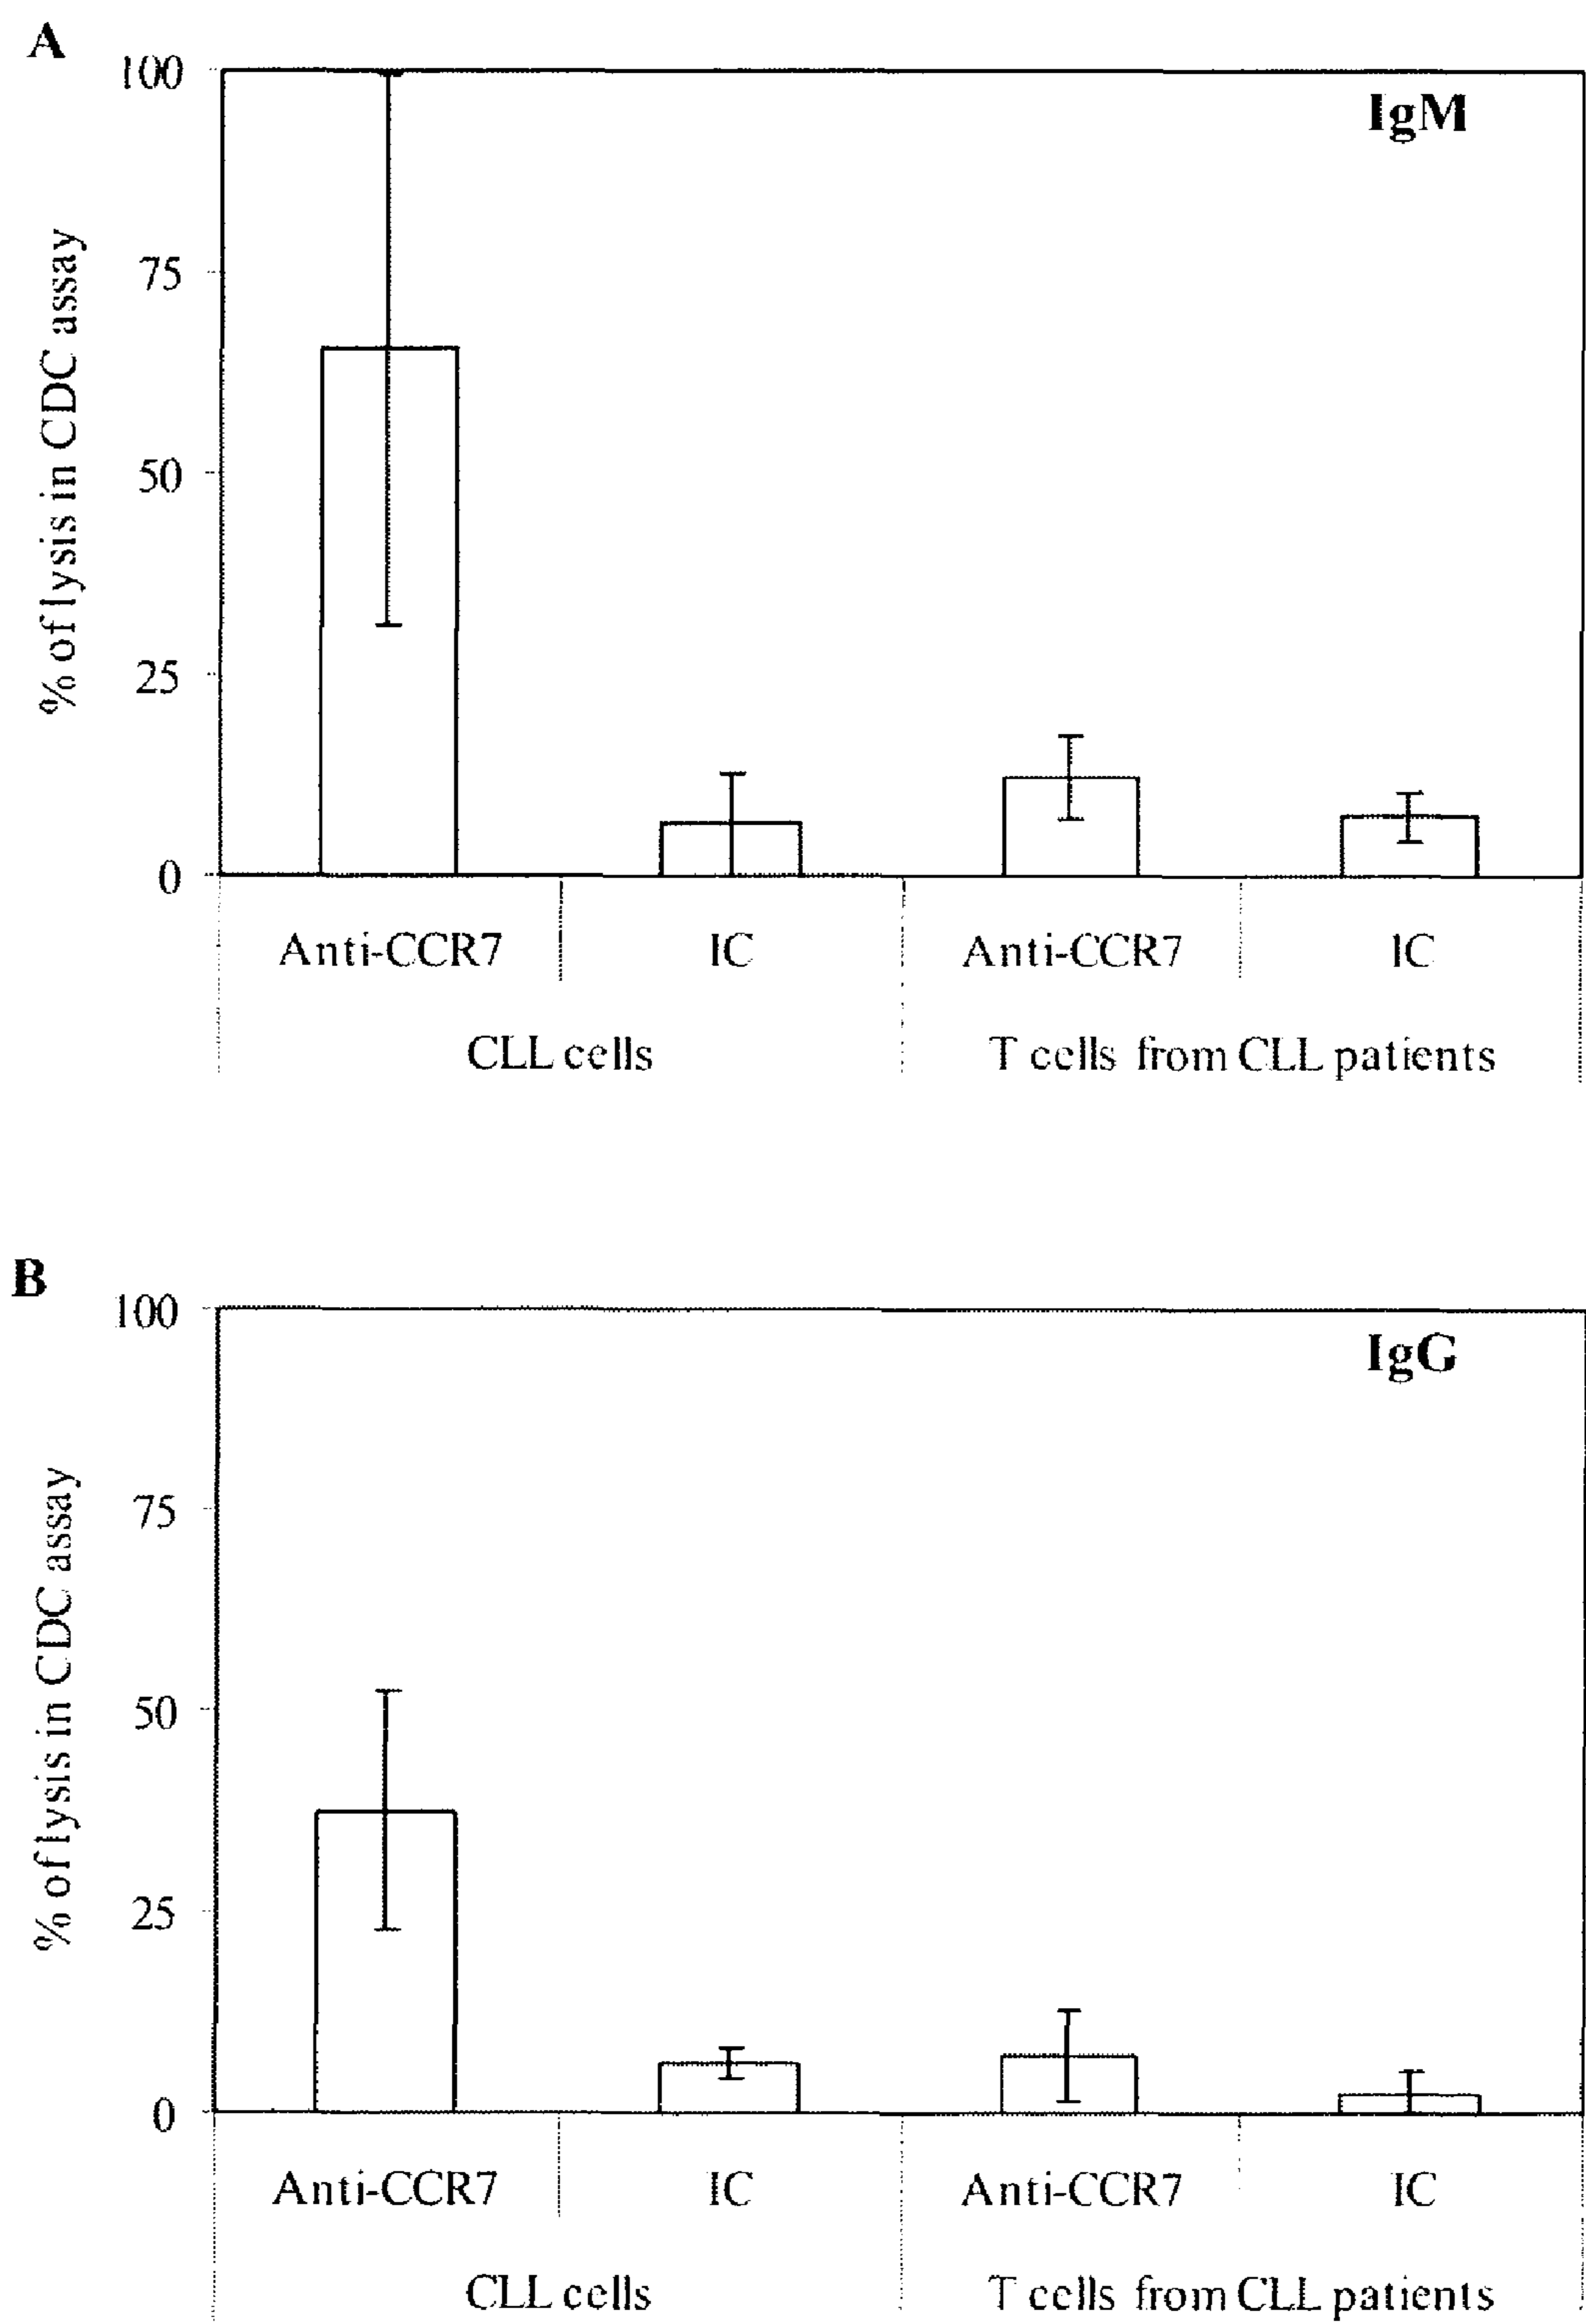 A
IgM
100
75
50
25
0
% of lysis in CDC assay
Anti-CCR7 IC Anti-CCR7 IC
CLL cells T cells from CLL patients
B
IgG
100
75
50
25
0
% of lysis in CDC assay
Anti-CCR7 IC Anti-CCR7 IC
CLL cells T cells from CLL patients